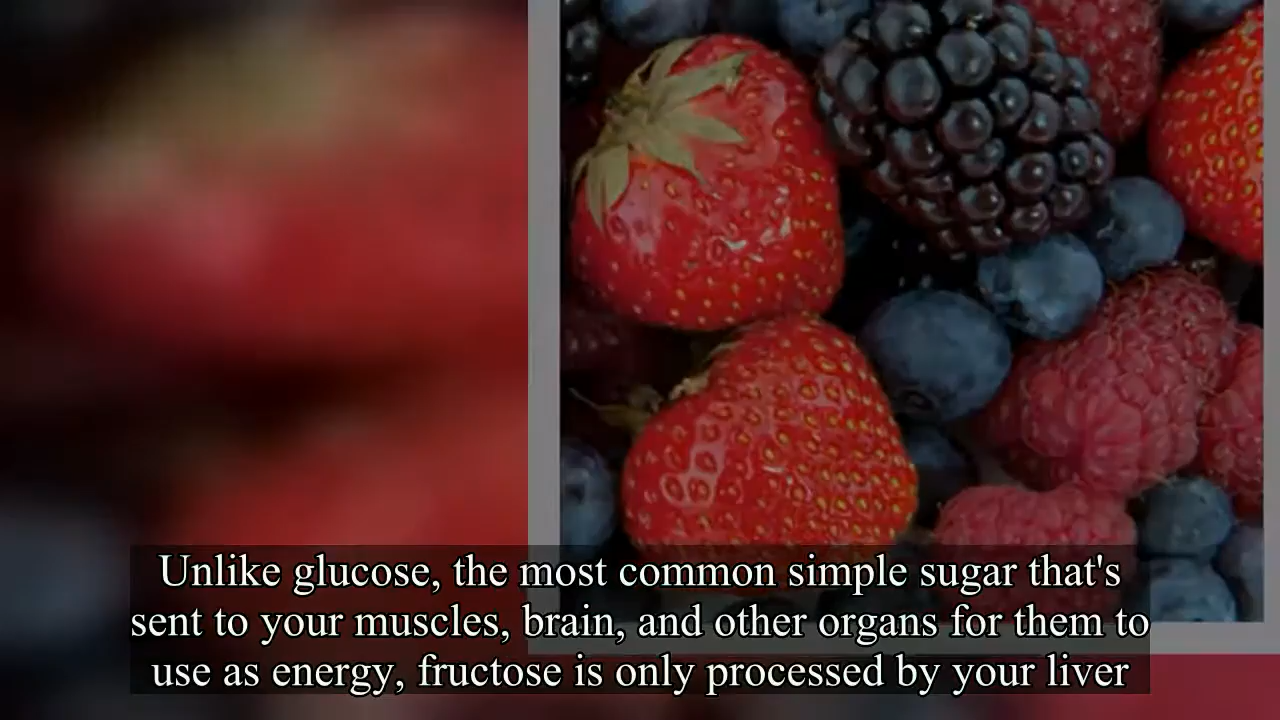 Unlike glucose, the most common simple sugar that's
sent to your muscles, brain, and other organs for them to
use as energy, fructose is only processed by your liver